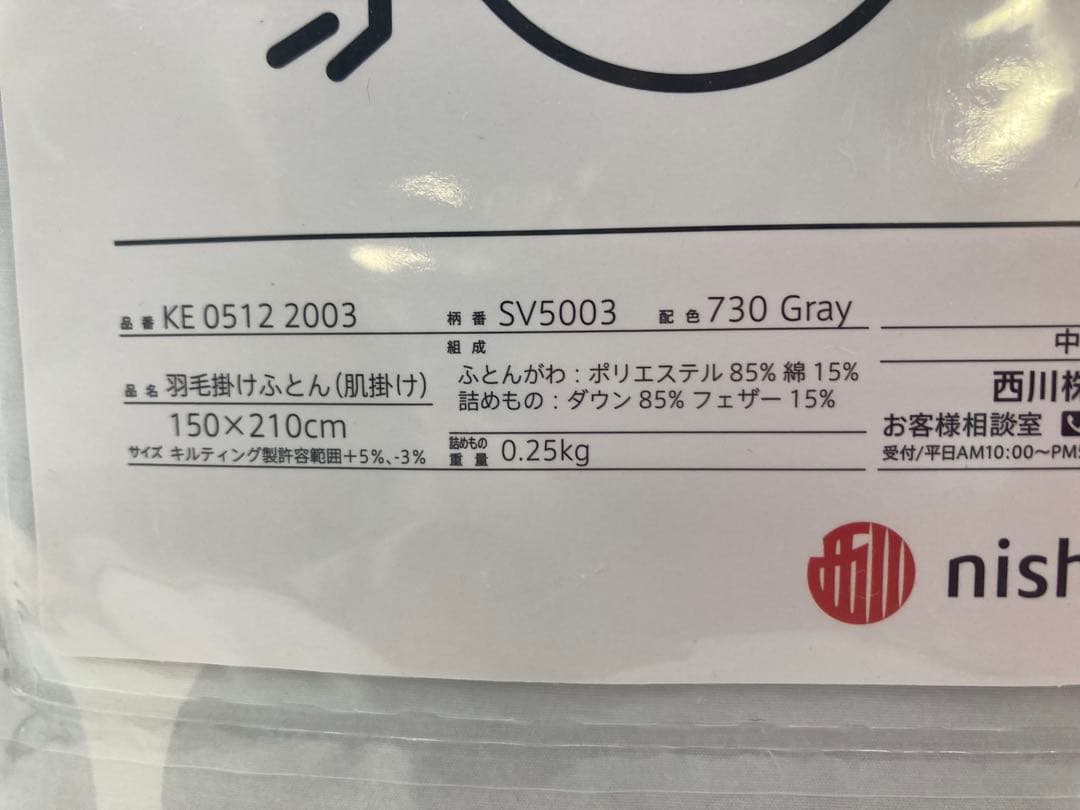 品番 KE 0512 2003
柄番 SV5003
配色 730 Gray
組成
ふとんがわ：ポリエステル 85% 綿 15%
詰めもの：ダウン 85% フェザー 15%
品名 羽毛掛けふとん（肌掛け）
150×210cm
サイズ キルティング製許容範囲＋5%、-3%
詰めもの
重量 0.25kg
中
西川株
お客様相談室
受付/平日AM10:00～PM5
西川
nish